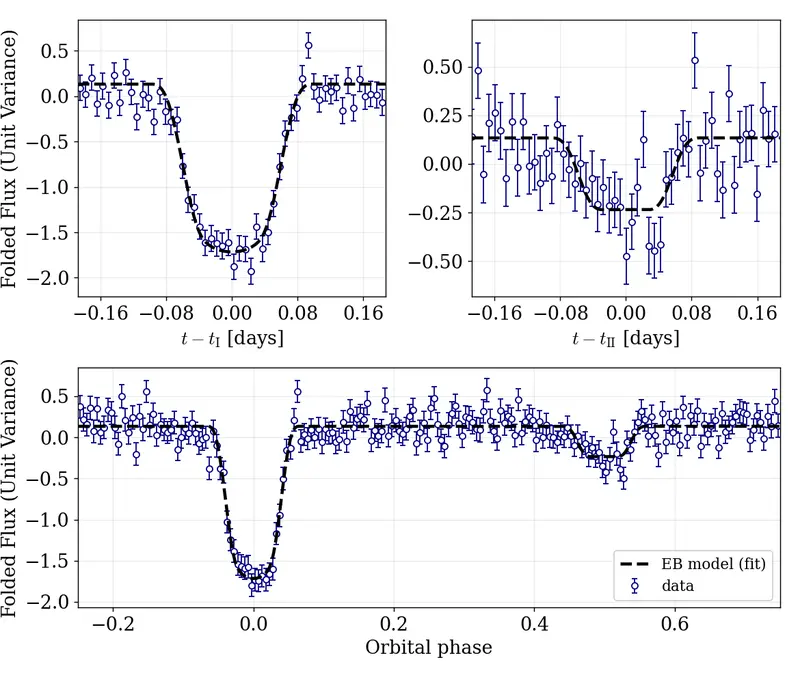 Folded Flux (Unit Variance)
0.5
0.0
−0.5
−1.0
−1.5
−2.0
−0.16 −0.08 0.00 0.08 0.16
t − tI [days]
0.50
0.25
0.00
−0.25
−0.50
−0.16 −0.08 0.00 0.08 0.16
t − tII [days]
Folded Flux (Unit Variance)
0.5
0.0
−0.5
−1.0
−1.5
−2.0
EB model (fit)
data
−0.2 0.0 0.2 0.4 0.6
Orbital phase